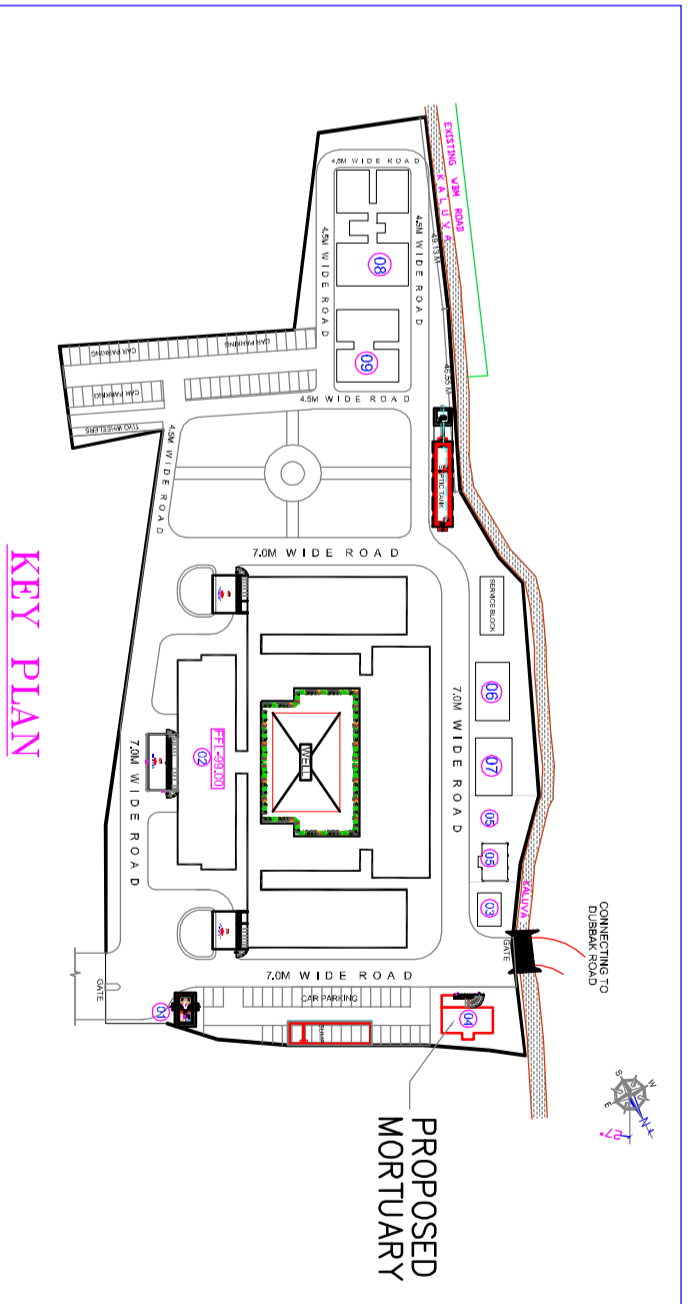 EXISTING VBM ROAD
KALUVA
49.13 M
4.5M WIDE ROAD
4.5M WIDE ROAD
4.5M WIDE ROAD
08
09
CAR PARKING
CAR PARKING
CAR PARKING
TWO WHEELERS
4.5M WIDE ROAD
4.5M WIDE ROAD
SEPTIC TANK
7.0M WIDE ROAD
SERVICE BLOCK
06
07
05
05
03
KALUVA
GATE
CONNECTING TO
DUBBAK ROAD
7.0M WIDE ROAD
WELL
FFL-99.00
02
7.0M WIDE ROAD
7.0M WIDE ROAD
GATE
01
CAR PARKING
04
PROPOSED
MORTUARY
S
W
E
N
27°
KEY PLAN